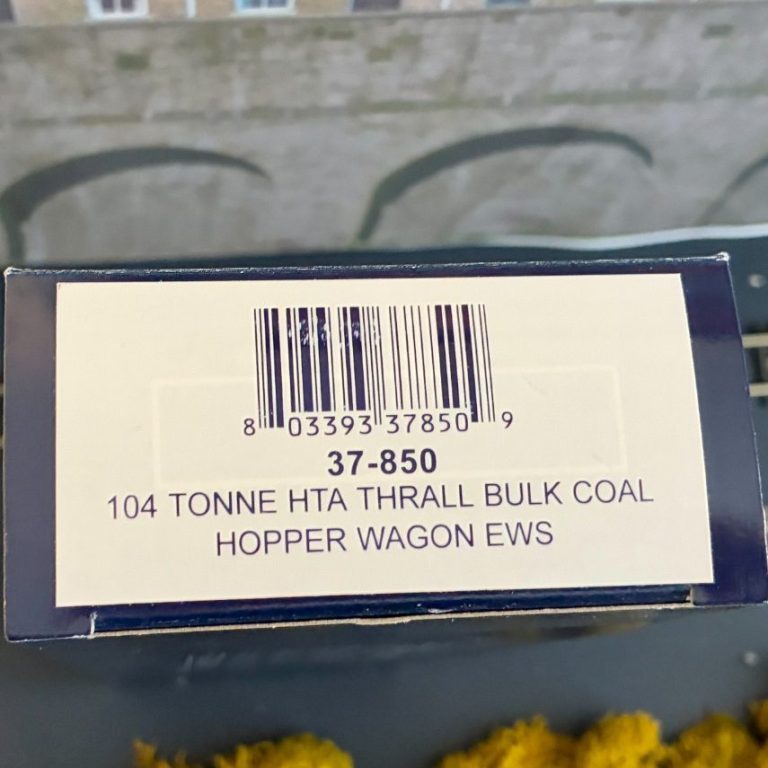 8 03393 37850 9
37-850
104 TONNE HTA THRALL BULK COAL
HOPPER WAGON EWS